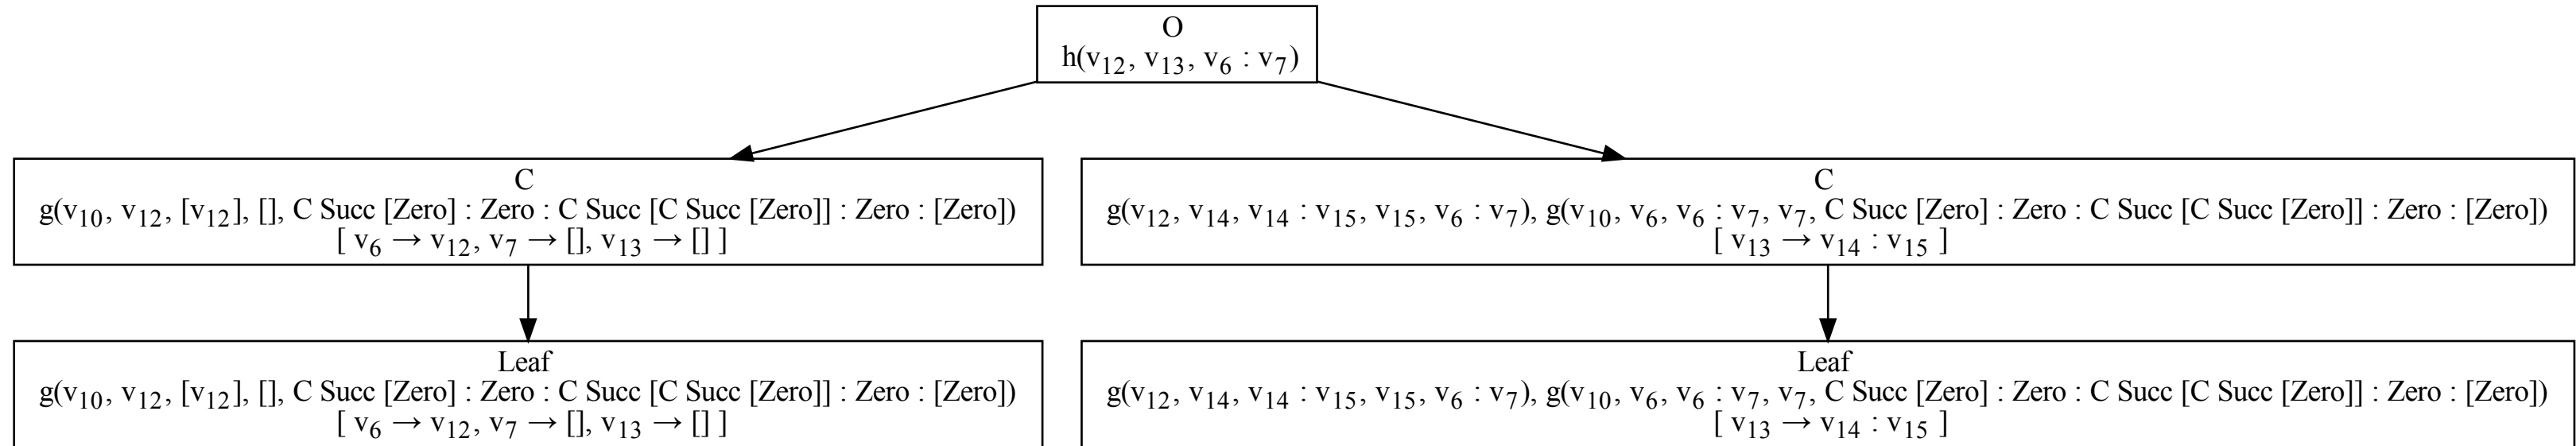 O
h(v12, v13, v6 : v7)
C
g(v10, v12, [v12], [], C Succ [Zero] : Zero : C Succ [C Succ [Zero]] : Zero : [Zero])
[ v6 → v12, v7 → [], v13 → [] ]
C
g(v12, v14, v14 : v15, v15, v6 : v7), g(v10, v6, v6 : v7, v7, C Succ [Zero] : Zero : C Succ [C Succ [Zero]] : Zero : [Zero])
[ v13 → v14 : v15 ]
Leaf
g(v10, v12, [v12], [], C Succ [Zero] : Zero : C Succ [C Succ [Zero]] : Zero : [Zero])
[ v6 → v12, v7 → [], v13 → [] ]
Leaf
g(v12, v14, v14 : v15, v15, v6 : v7), g(v10, v6, v6 : v7, v7, C Succ [Zero] : Zero : C Succ [C Succ [Zero]] : Zero : [Zero])
[ v13 → v14 : v15 ]